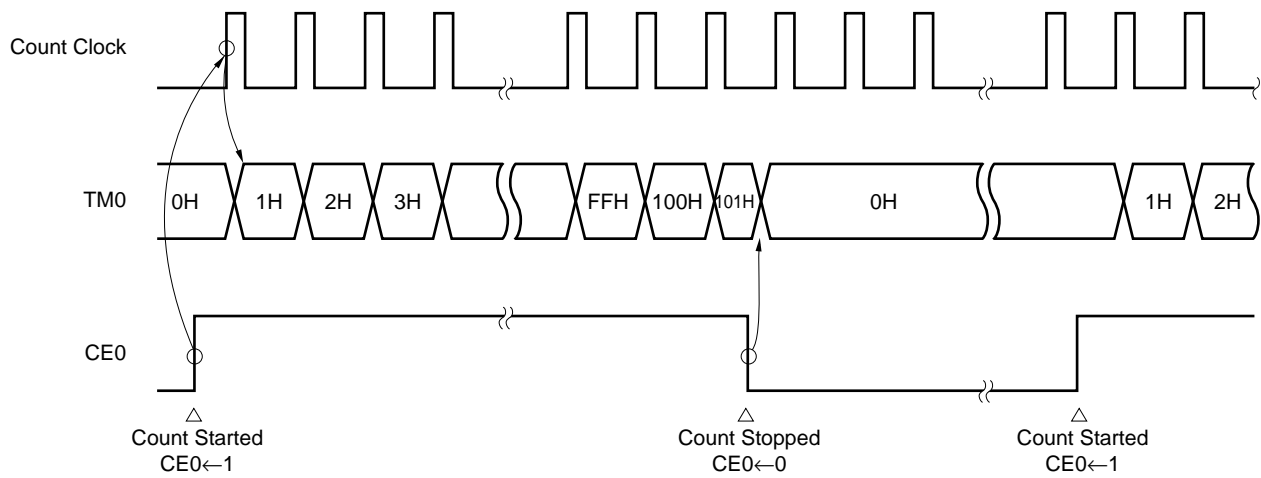 Count Clock
TM0
0H 1H 2H 3H FFH 100H 101H 0H 1H 2H
CE0
Count Started
CE0←1
Count Stopped
CE0←0
Count Started
CE0←1